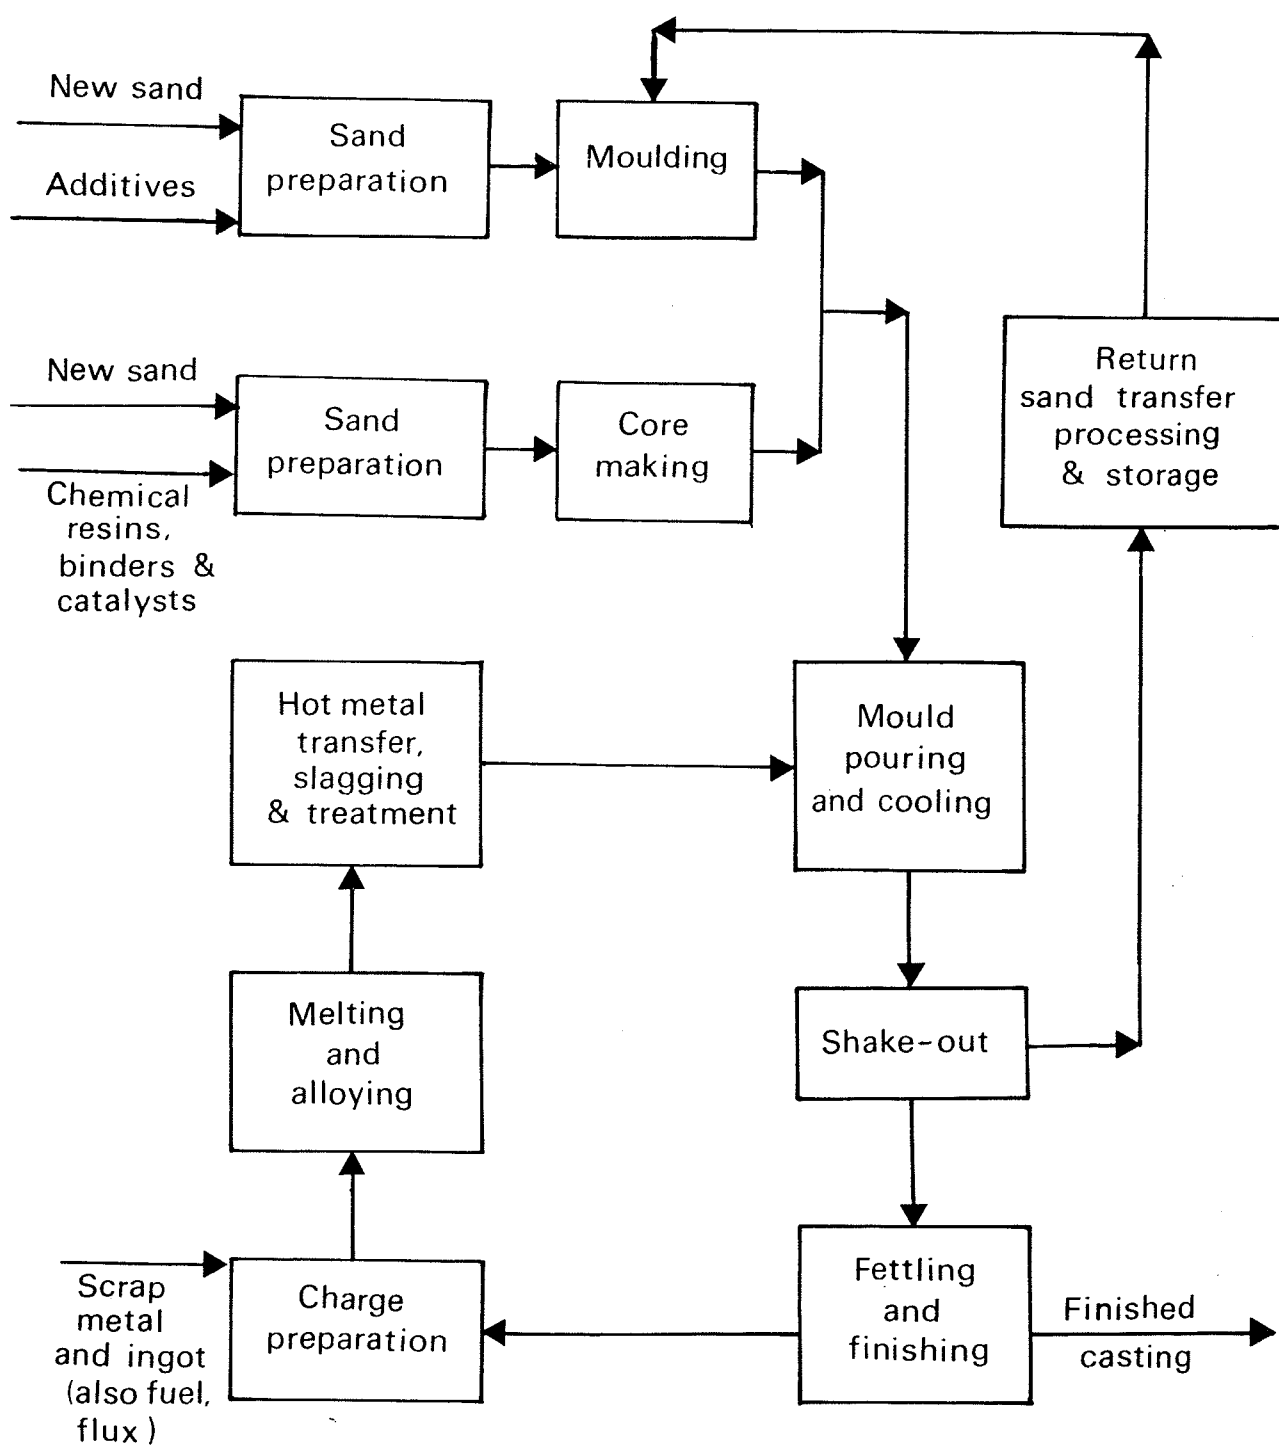 New sand
Additives
Sand
preparation
Moulding
New sand
Chemical
resins,
binders &
catalysts
Sand
preparation
Core
making
Return
sand transfer
processing
& storage
Hot metal
transfer,
slagging
& treatment
Mould
pouring
and cooling
Melting
and
alloying
Shake-out
Scrap
metal
and ingot
(also fuel,
flux)
Charge
preparation
Fettling
and
finishing
Finished
casting